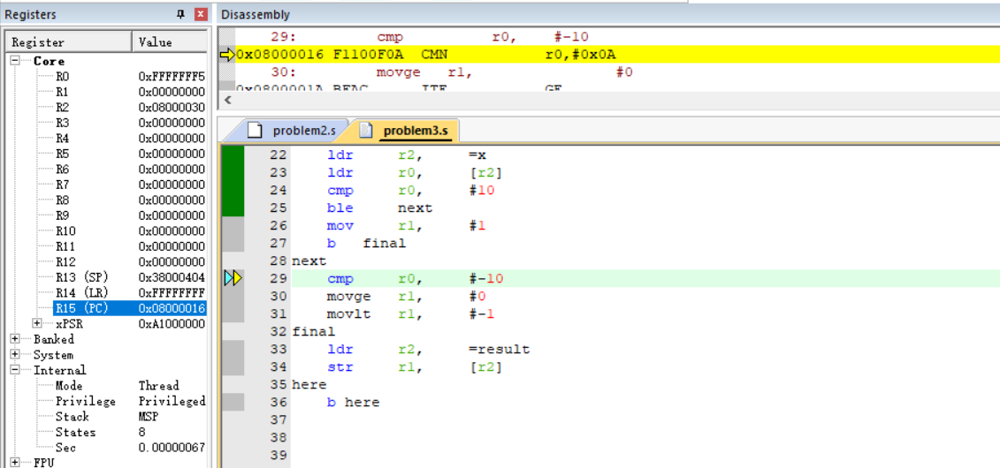 Registers
Register Value
Core
R0 0xFFFFFFF5
R1 0x00000000
R2 0x08000030
R3 0x00000000
R4 0x00000000
R5 0x00000000
R6 0x00000000
R7 0x00000000
R8 0x00000000
R9 0x00000000
R10 0x00000000
R11 0x00000000
R12 0x00000000
R13 (SP) 0x38000404
R14 (LR) 0xFFFFFFFF
R15 (PC) 0x08000016
xPSR 0xA1000000
Banked
System
Internal
Mode Thread
Privilege Privileged
Stack MSP
States 8
Sec 0.00000067
FPU
Disassembly
29: cmp r0, #-10
0x08000016 F1100F0A CMN r0,#0x0A
30: movge r1, #0
0x0800001A BFAC ITE GE
problem2.s problem3.s
22 ldr r2, =x
23 ldr r0, [r2]
24 cmp r0, #10
25 ble next
26 mov r1, #1
27 b final
28 next
29 cmp r0, #-10
30 movge r1, #0
31 movlt r1, #-1
32 final
33 ldr r2, =result
34 str r1, [r2]
35 here
36 b here
37
38
39